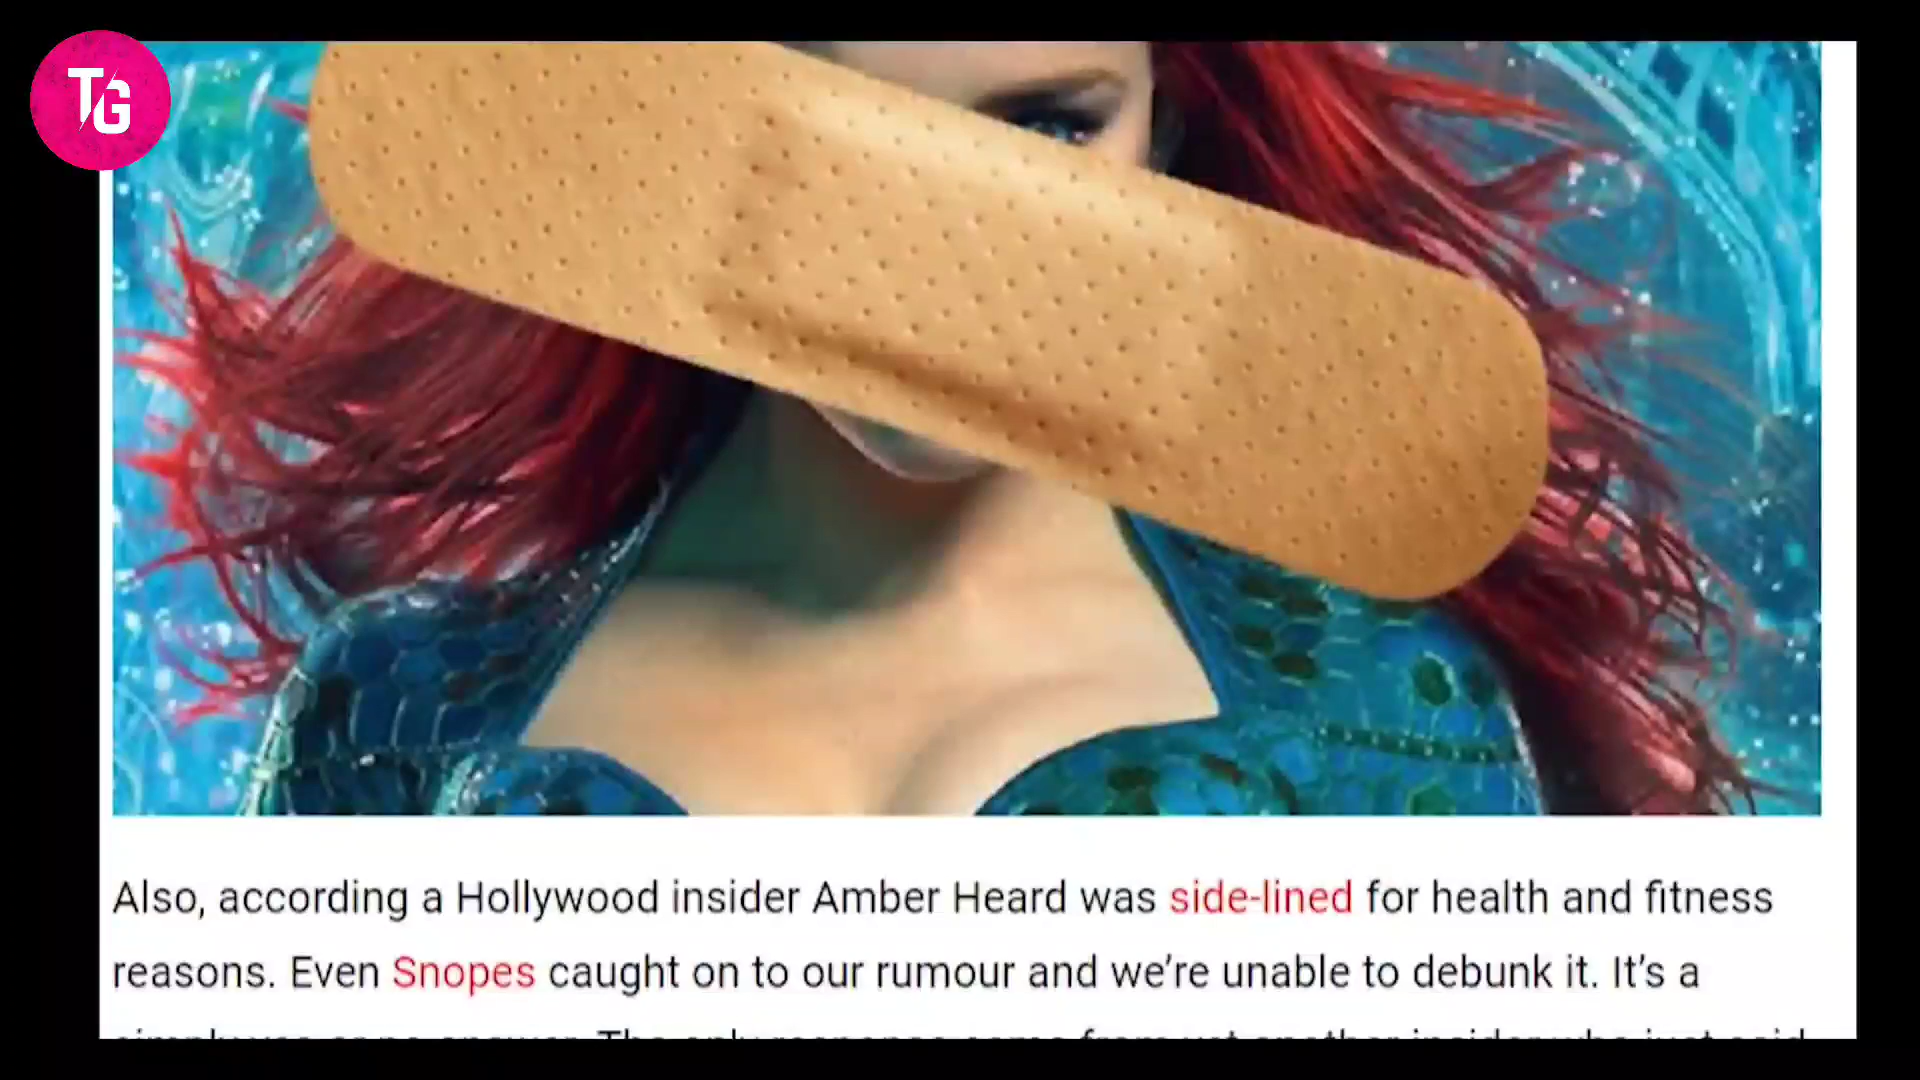 TG
Also, according a Hollywood insider Amber Heard was side-lined for health and fitness
reasons. Even Snopes caught on to our rumour and we’re unable to debunk it. It’s a